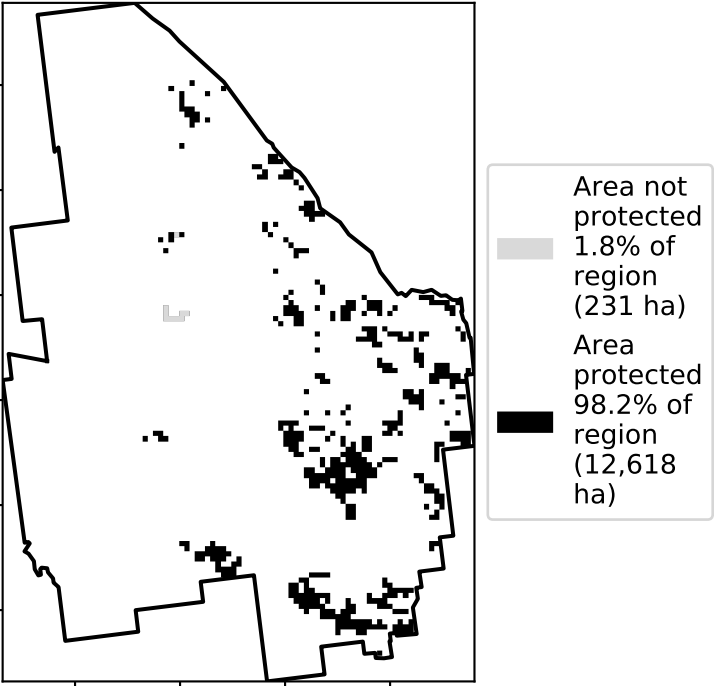 Area not
protected
1.8% of
region
(231 ha)
Area
protected
98.2% of
region
(12,618
ha)